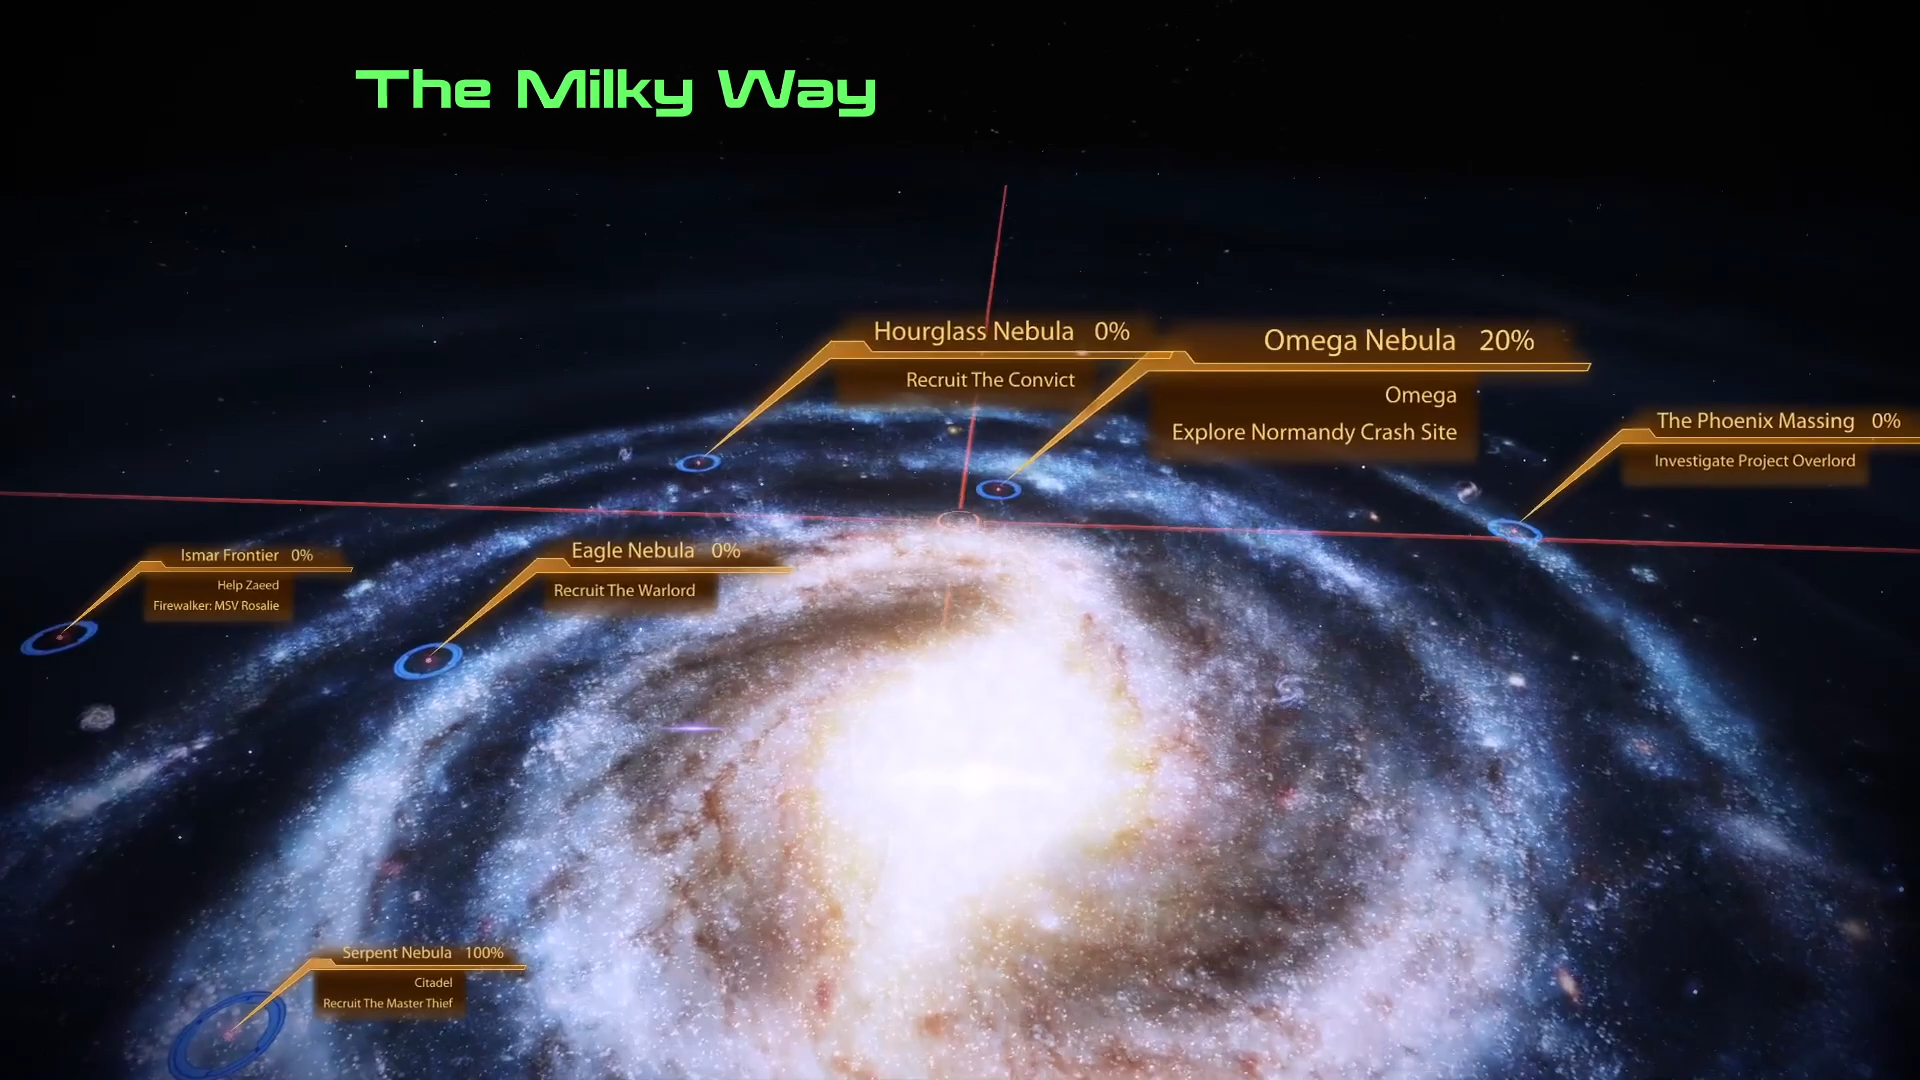 The Milky Way
Hourglass Nebula 0%
Recruit The Convict
Omega Nebula 20%
Omega
Explore Normandy Crash Site
The Phoenix Massing 0%
Investigate Project Overlord
Ismar Frontier 0%
Help Zaeed
Firewalker: MSV Rosalie
Eagle Nebula 0%
Recruit The Warlord
Serpent Nebula 100%
Citadel
Recruit The Master Thief